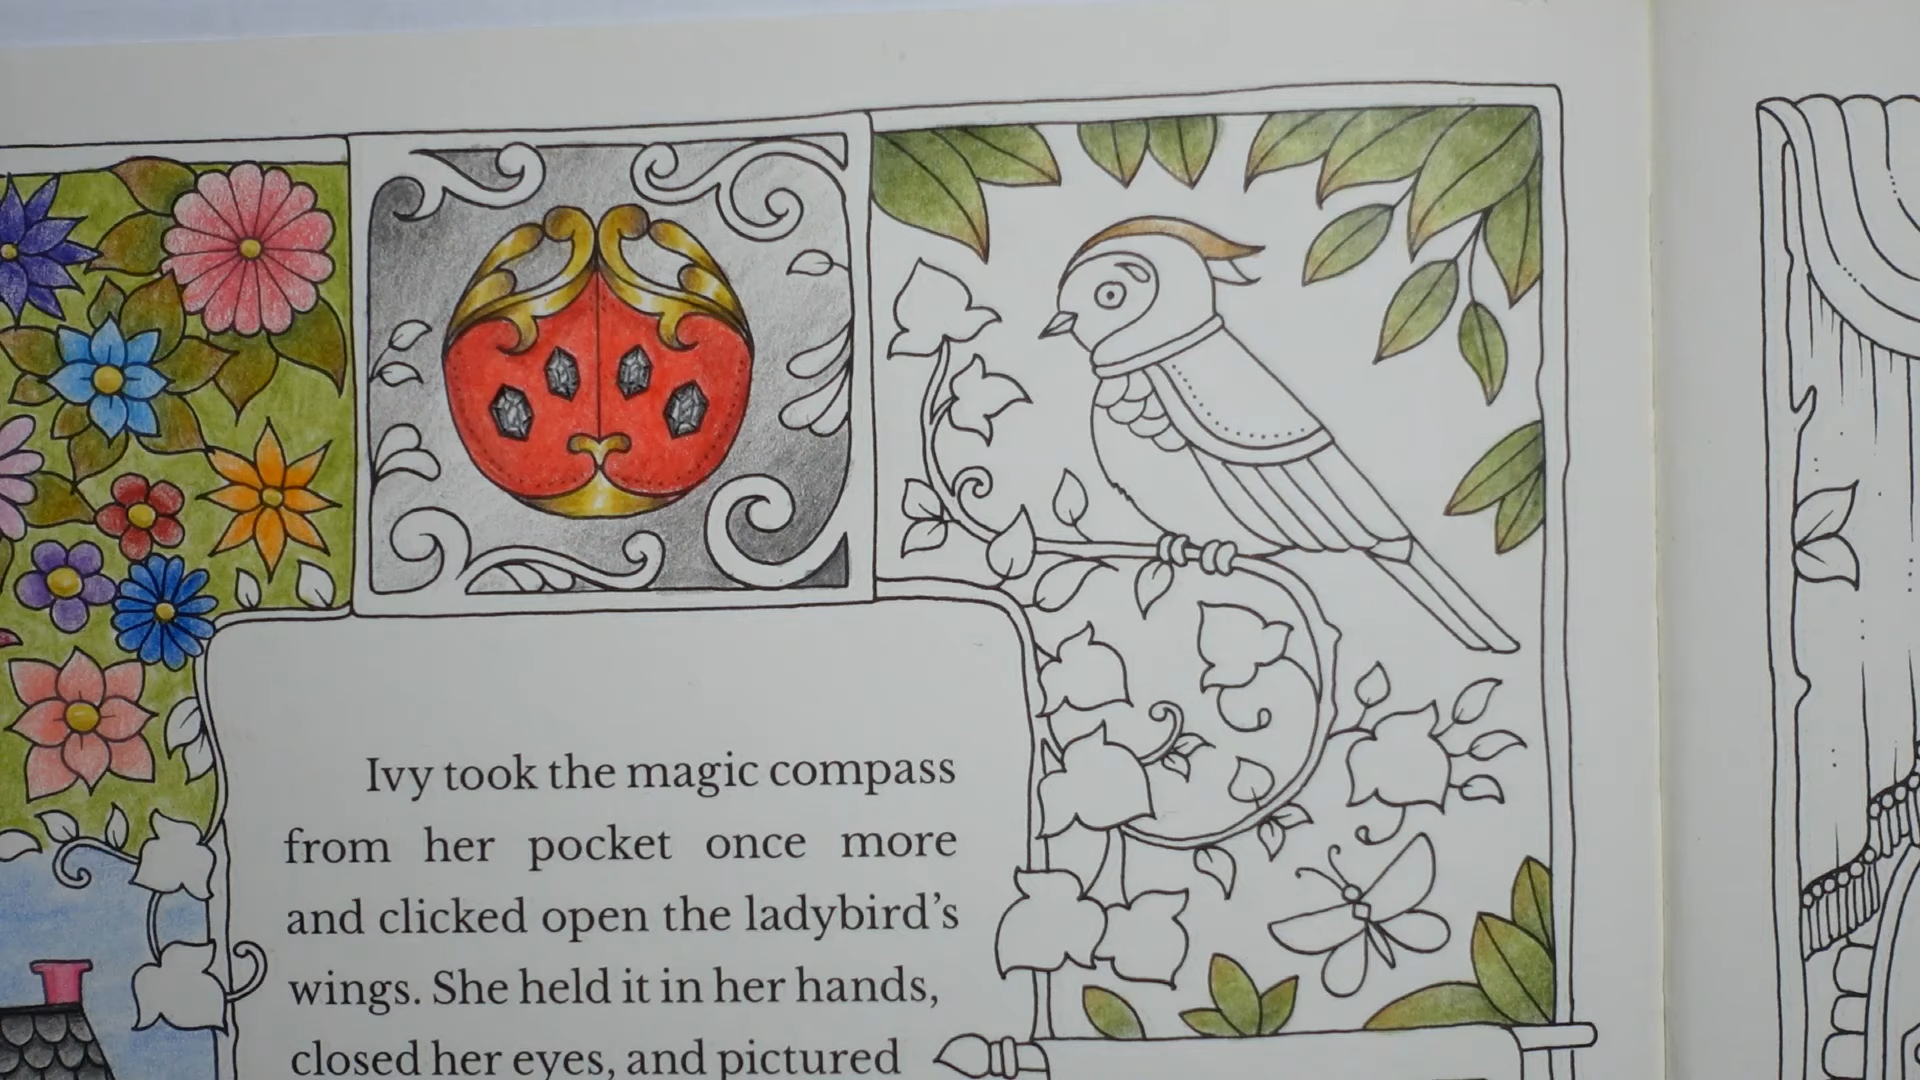 Ivy took the magic compass
from her pocket once more
and clicked open the ladybird’s
wings. She held it in her hands,
closed her eyes, and pictured